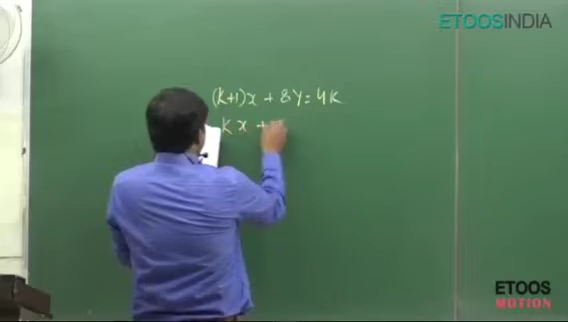 ETOOSINDIA
(k+1)x + 8y = 4k
kx +
ETOOS
MOTION